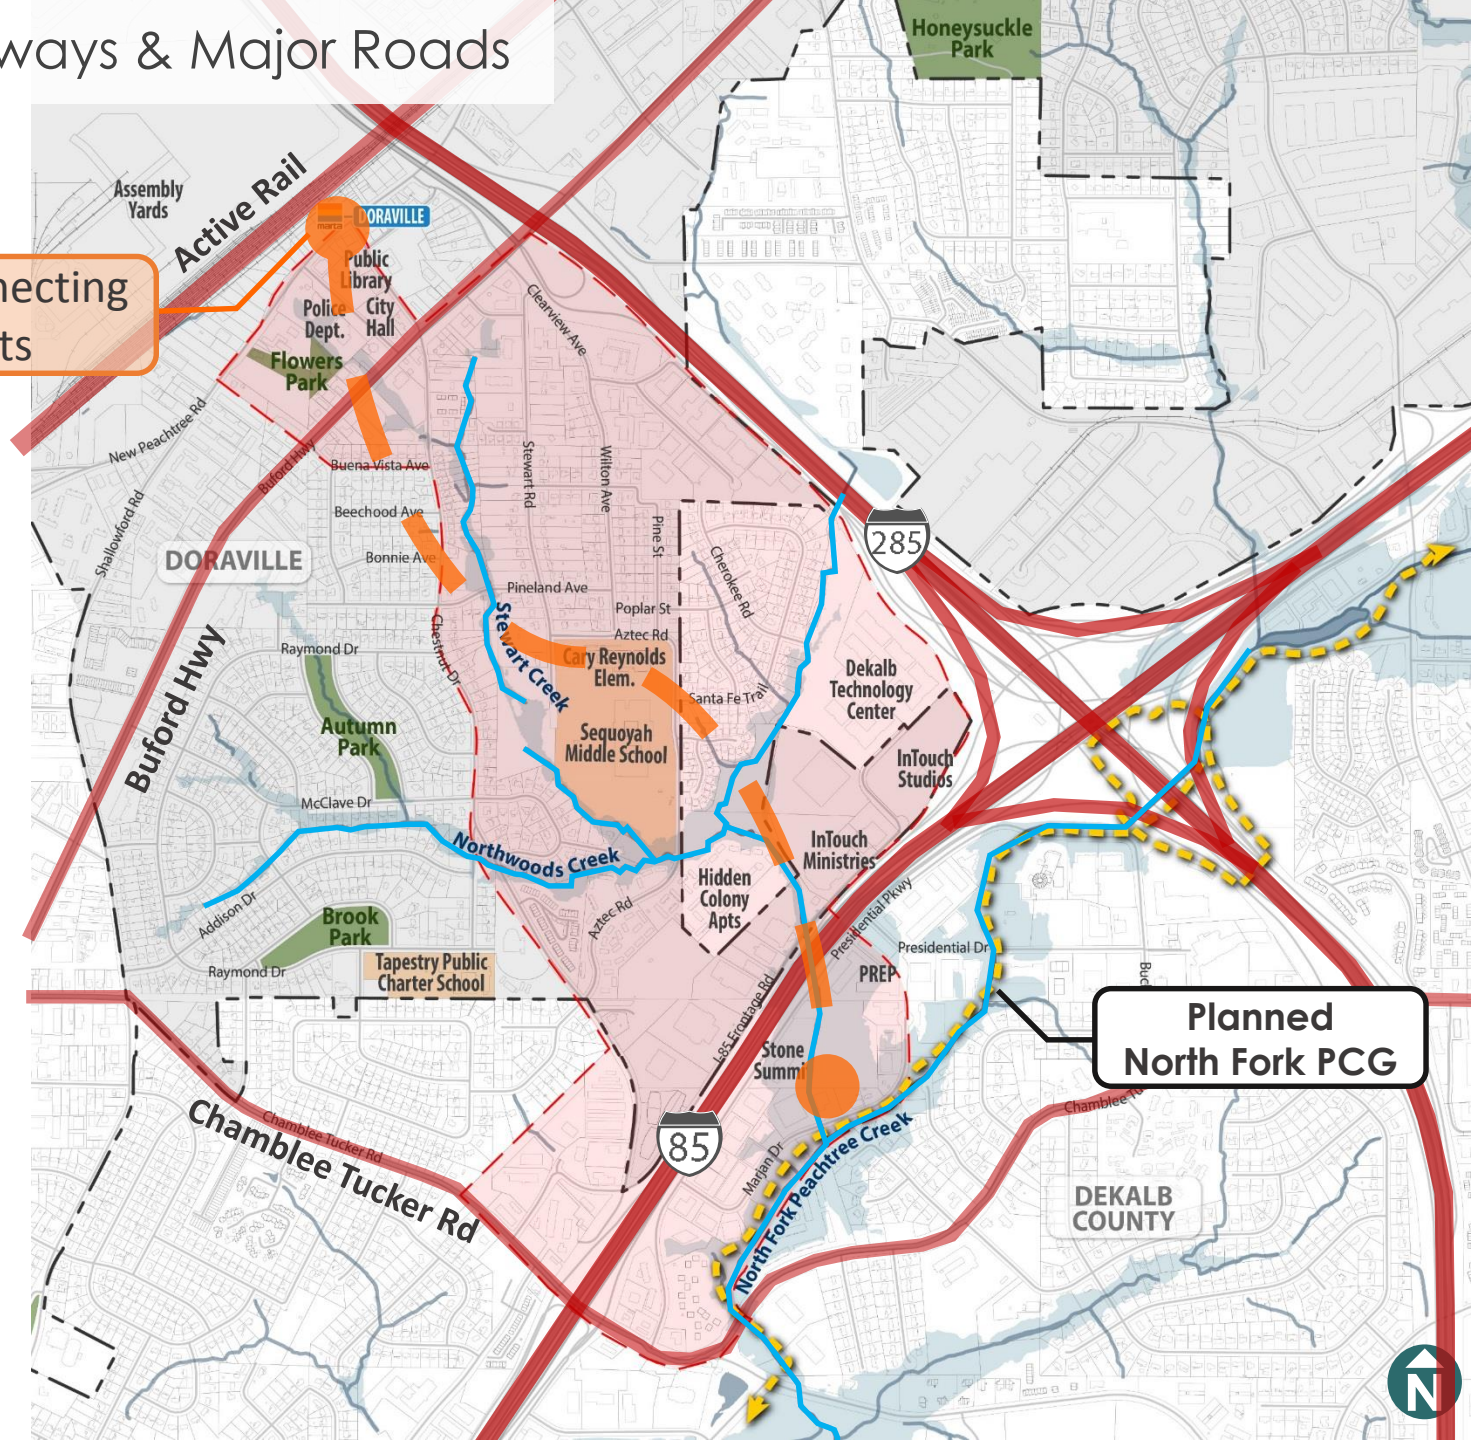 ways & Major Roads
Honeysuckle
Park
Assembly
Yards
Active Rail
marta
DORAVILLE
Public
Library
Police
Dept.
City
Hall
necting
ts
Flowers
Park
Clearview Ave
New Peachtree Rd
Buford Hwy
Buena Vista Ave
Stewart Rd
Wilton Ave
Shallowford Rd
Beechood Ave
Pine St
285
DORAVILLE
Bonnie Ave
Cherokee Rd
Pineland Ave
Poplar St
Aztec Rd
Stewart Creek
Chestnut Dr
Raymond Dr
Cary Reynolds
Elem.
Santa Fe Trail
Dekalb
Technology
Center
Buford Hwy
Autumn
Park
Sequoyah
Middle School
InTouch
Studios
McClave Dr
Northwoods Creek
InTouch
Ministries
Hidden
Colony
Apts
Addison Dr
Aztec Rd
Presidential Pkwy
Brook
Park
Presidential Dr
Raymond Dr
Tapestry Public
Charter School
PREP
I-85 Frontage Rd
Planned
North Fork PCG
Stone
Summi
Chamblee Tucker Rd
Chamblee Tucker Rd
Chamblee Tu
85
Marjan Dr
North Fork Peachtree Creek
DEKALB
COUNTY
N